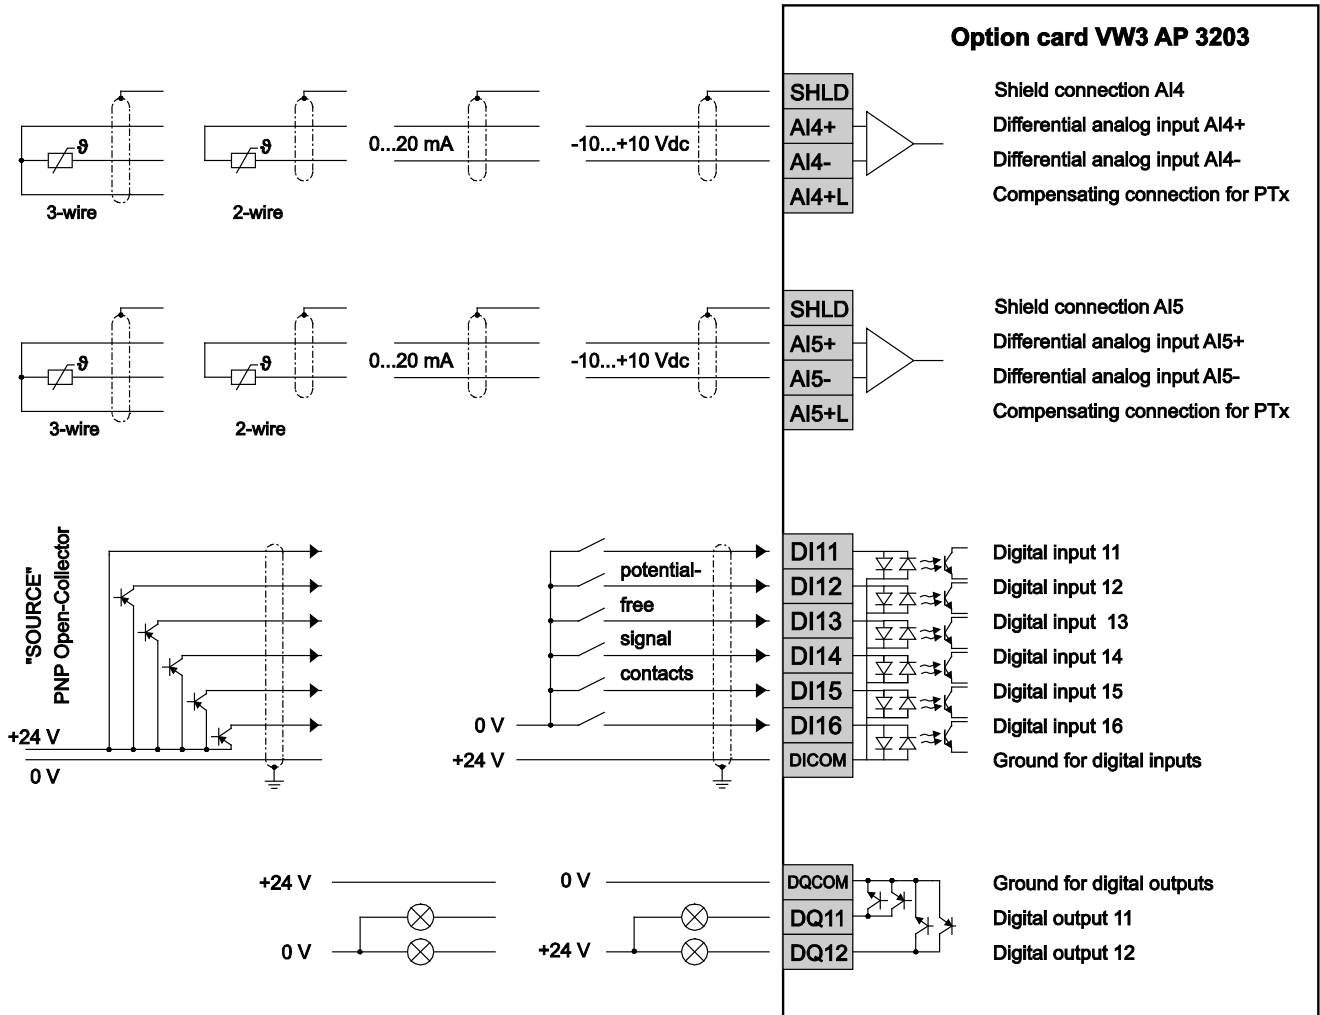 Option card VW3 AP 3203
SHLD Shield connection AI4
ϑ ϑ 0...20 mA -10...+10 Vdc AI4+ Differential analog input AI4+
AI4- Differential analog input AI4-
3-wire 2-wire AI4+L Compensating connection for PTx
SHLD Shield connection AI5
ϑ ϑ 0...20 mA -10...+10 Vdc AI5+ Differential analog input AI5+
AI5- Differential analog input AI5-
3-wire 2-wire AI5+L Compensating connection for PTx
"SOURCE"
PNP Open-Collector
+24 V
0 V
potential-
free
signal
contacts
0 V
+24 V
DI11 Digital input 11
DI12 Digital input 12
DI13 Digital input 13
DI14 Digital input 14
DI15 Digital input 15
DI16 Digital input 16
DICOM Ground for digital inputs
+24 V 0 V DQCOM Ground for digital outputs
DQ11 Digital output 11
0 V +24 V DQ12 Digital output 12